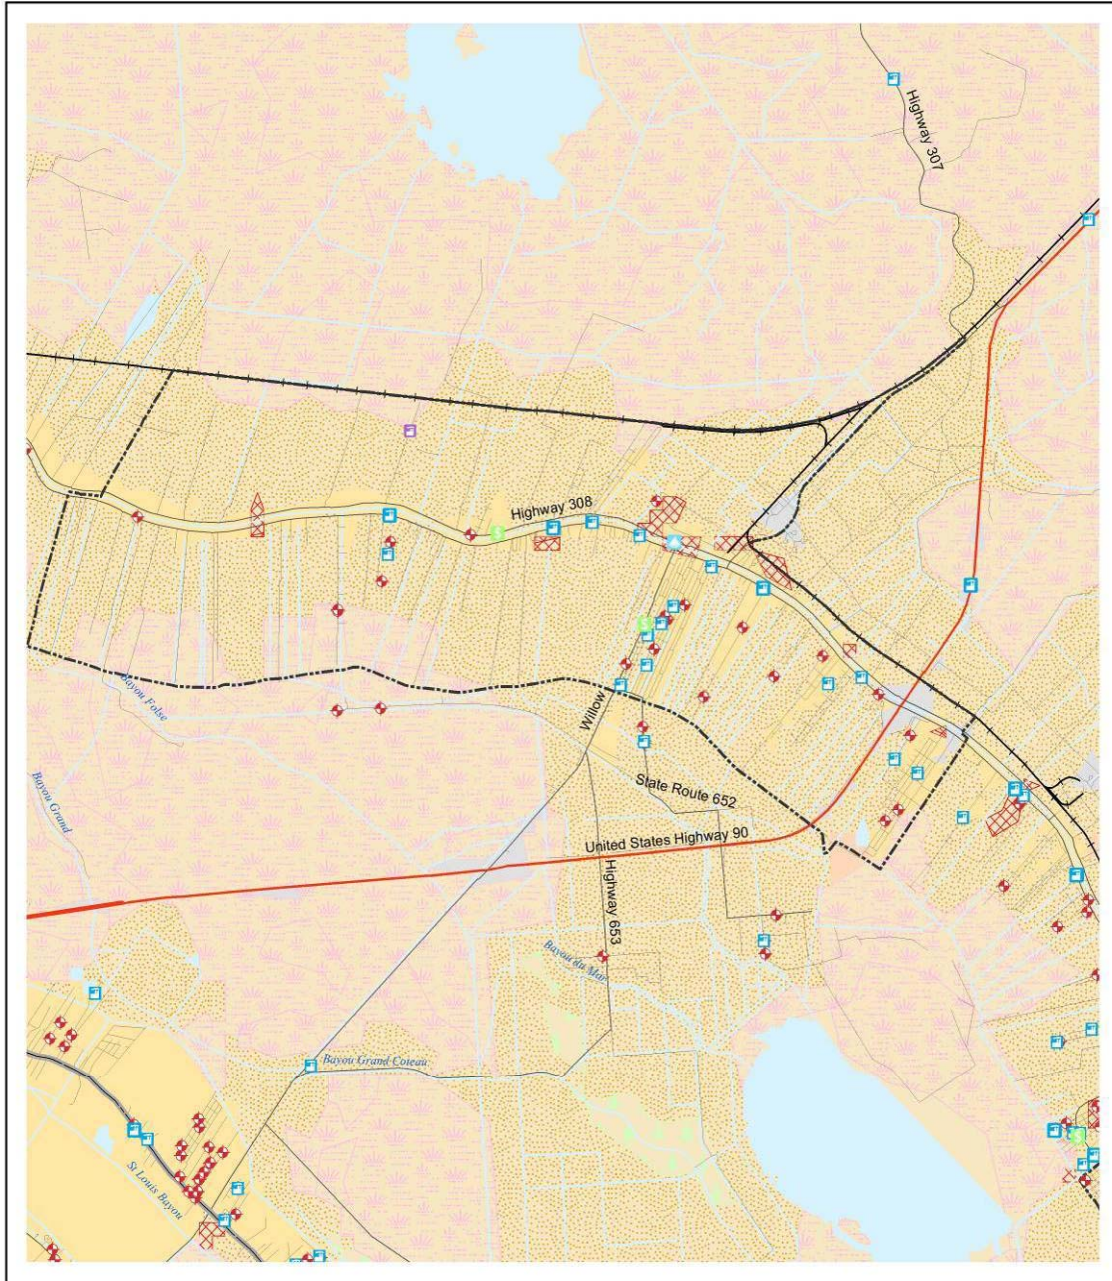 Highway 307
Highway 308
Bayou Folse
Willow
Bayou Grand
State Route 652
United States Highway 90
Highway 653
Bayou du Mar
Bayou Grand Coteau
St Louis Bayou